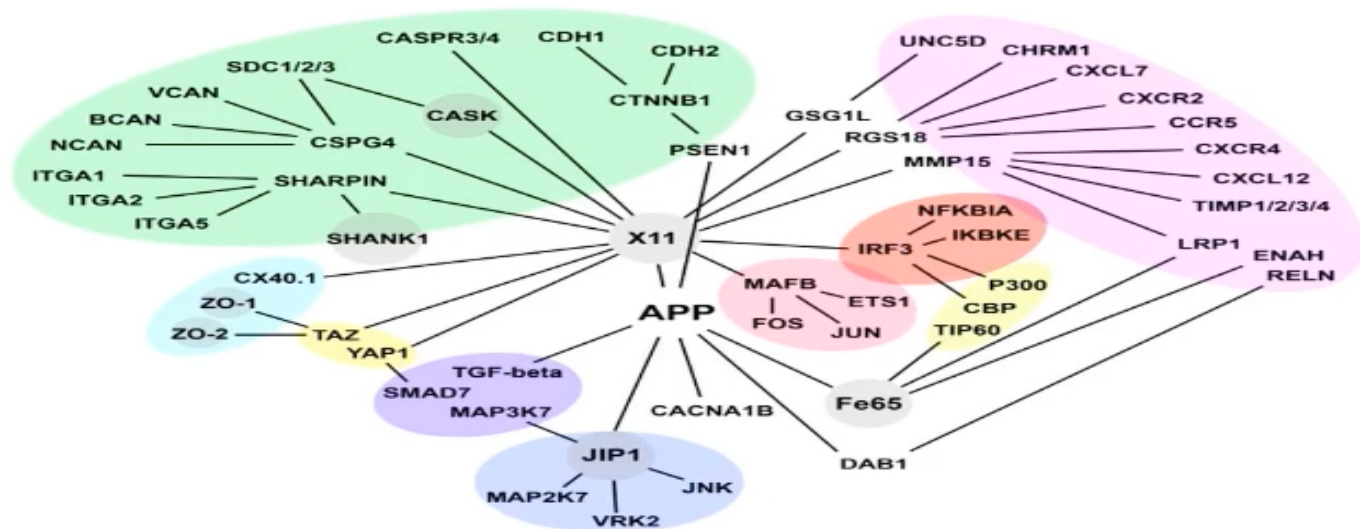 CASPR3/4
CDH1
CDH2
UNC5D
CHRM1
SDC1/2/3
CXCL7
VCAN
CTNNB1
CXCR2
BCAN
CASK
GSG1L
CCR5
NCAN
CSPG4
PSEN1
RGS18
CXCR4
MMP15
ITGA1
SHARPIN
CXCL12
ITGA2
TIMP1/2/3/4
ITGA5
NFKBIA
SHANK1
X11
IKBKE
IRF3
LRP1
ENAH
CX40.1
RELN
MAFB
P300
ZO-1
ETS1
CBP
APP
ZO-2
TAZ
FOS
JUN
TIP60
YAP1
TGF-beta
SMAD7
MAP3K7
CACNA1B
Fe65
JIP1
DAB1
MAP2K7
JNK
VRK2